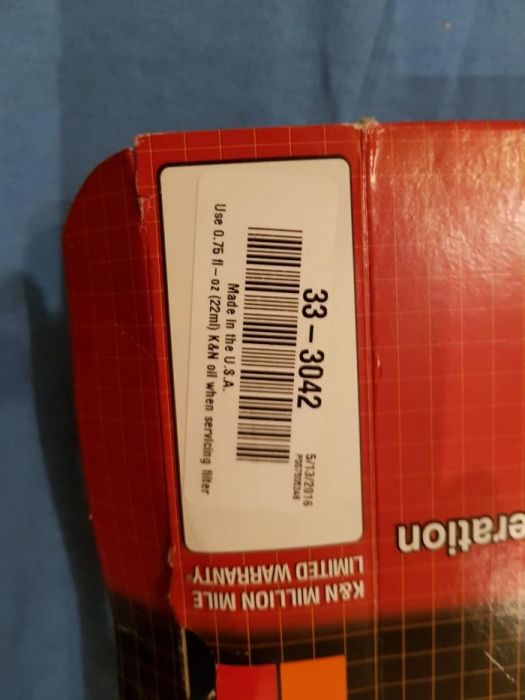 33-3042
5/13/2016
Made in the U.S.A.
Use 0.75 fl-oz (22ml) K&N oil when servicing filter
K&N MILLION MILE
LIMITED WARRANTY
eration